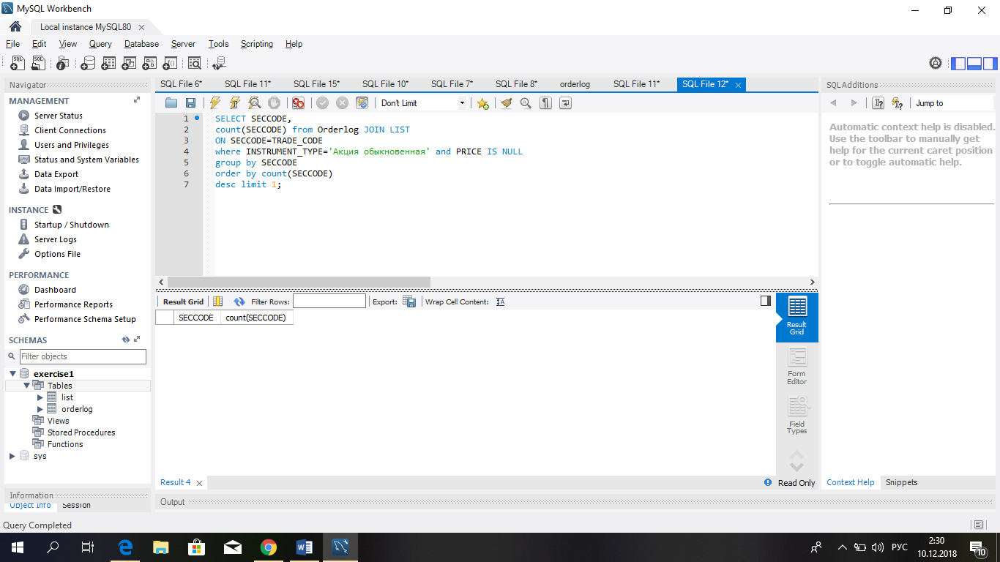 MySQL Workbench
Local instance MySQL80
File Edit View Query Database Server Tools Scripting Help
Navigator
MANAGEMENT
Server Status
Client Connections
Users and Privileges
Status and System Variables
Data Export
Data Import/Restore
INSTANCE
Startup / Shutdown
Server Logs
Options File
PERFORMANCE
Dashboard
Performance Reports
Performance Schema Setup
SCHEMAS
Filter objects
exercise1
Tables
list
orderlog
Views
Stored Procedures
Functions
sys
Information
Object Info Session
Query Completed
SQL File 6* SQL File 11* SQL File 15* SQL File 10* SQL File 7* SQL File 8* orderlog SQL File 11* SQL File 12*
Don't Limit
1 SELECT SECCODE,
2 count(SECCODE) from Orderlog JOIN LIST
3 ON SECCODE=TRADE_CODE
4 where INSTRUMENT_TYPE='Акция обыкновенная' and PRICE IS NULL
5 group by SECCODE
6 order by count(SECCODE)
7 desc limit 1;
Result Grid Filter Rows: Export: Wrap Cell Content: IA
SECCODE count(SECCODE)
Result Grid
Form Editor
Field Types
Result 4
Read Only
Output
SQLAdditions
Jump to
Automatic context help is disabled.
Use the toolbar to manually get
help for the current caret position
or to toggle automatic help.
Context Help Snippets
РУС
2:30
10.12.2018
10